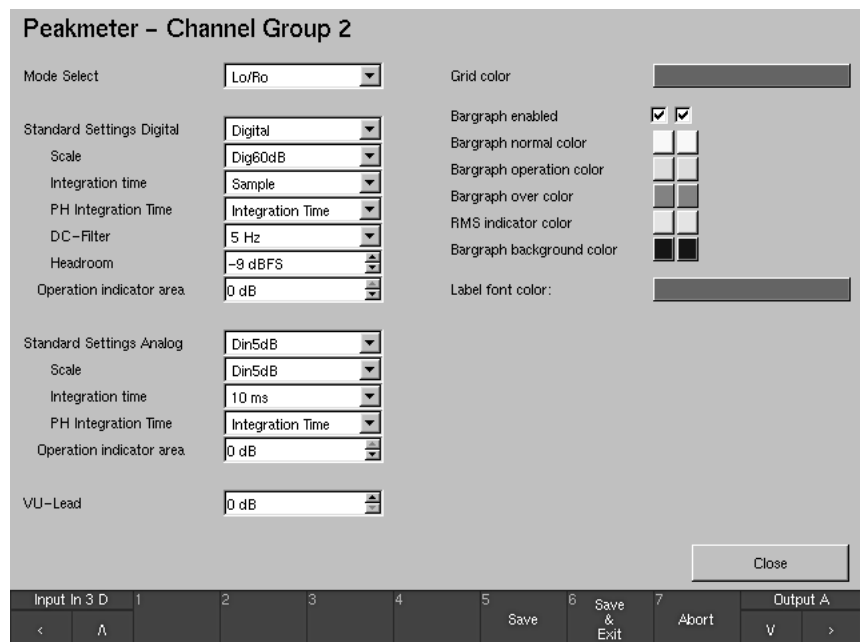 Peakmeter – Channel Group 2
Mode Select Lo/Ro
Standard Settings Digital Digital
Scale Dig60dB
Integration time Sample
PH Integration Time Integration Time
DC-Filter 5 Hz
Headroom -9 dBFS
Operation indicator area 0 dB
Standard Settings Analog Din5dB
Scale Din5dB
Integration time 10 ms
PH Integration Time Integration Time
Operation indicator area 0 dB
VU-Lead 0 dB
Grid color
Bargraph enabled
Bargraph normal color
Bargraph operation color
Bargraph over color
RMS indicator color
Bargraph background color
Label font color:
Close
Input In 3 D 1 2 3 4 5 Save 6 Save & Exit 7 Abort Output A
< Λ V >